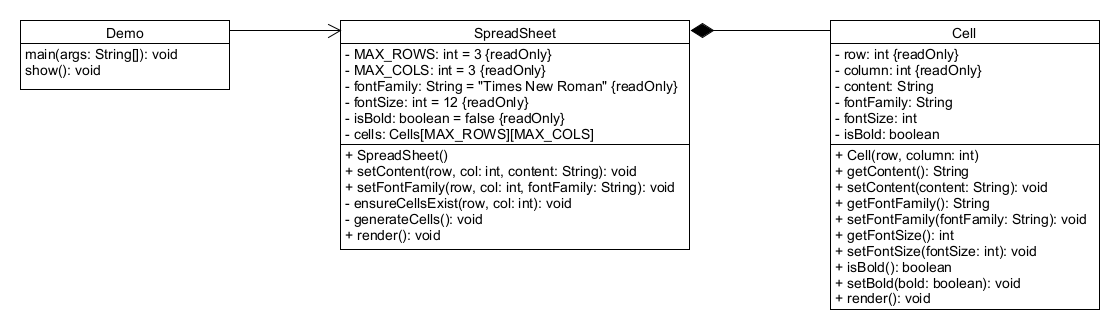 Demo
main(args: String[]): void
show(): void
SpreadSheet
- MAX_ROWS: int = 3 {readOnly}
- MAX_COLS: int = 3 {readOnly}
- fontFamily: String = "Times New Roman" {readOnly}
- fontSize: int = 12 {readOnly}
- isBold: boolean = false {readOnly}
- cells: Cells[MAX_ROWS][MAX_COLS]
+ SpreadSheet()
+ setContent(row, col: int, content: String): void
+ setFontFamily(row, col: int, fontFamily: String): void
- ensureCellsExist(row, col: int): void
- generateCells(): void
+ render(): void
Cell
- row: int {readOnly}
- column: int {readOnly}
- content: String
- fontFamily: String
- fontSize: int
- isBold: boolean
+ Cell(row, column: int)
+ getContent(): String
+ setContent(content: String): void
+ getFontFamily(): String
+ setFontFamily(fontFamily: String): void
+ getFontSize(): int
+ setFontSize(fontSize: int): void
+ isBold(): boolean
+ setBold(bold: boolean): void
+ render(): void